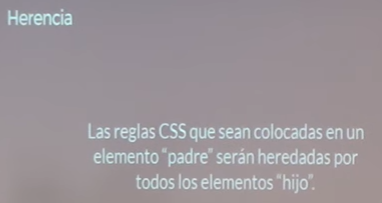 Herencia
Las reglas CSS que sean colocadas en un
elemento "padre" serán heredadas por
todos los elementos "hijo".